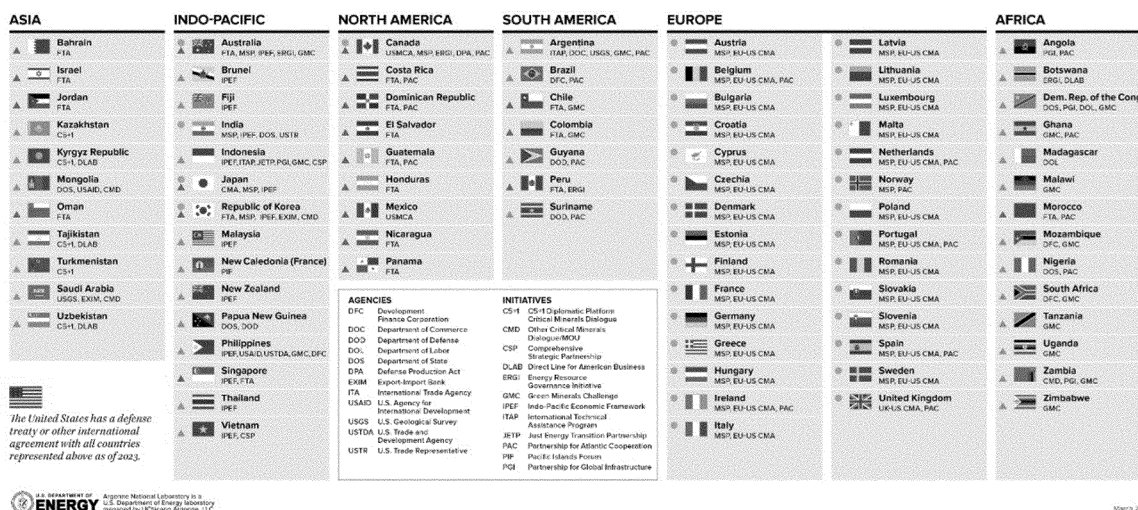 ASIA
Bahrain
FTA
Israel
FTA
Jordan
FTA
Kazakhstan
C5+1
Kyrgyz Republic
C5+1, DLAB
Mongolia
DOS, USAID, CMD
Oman
FTA
Tajikistan
C5+1, DLAB
Turkmenistan
C5+1
Saudi Arabia
USGS, EXIM, CMD
Uzbekistan
C5+1, DLAB
The United States has a defense
treaty or other international
agreement with all countries
represented above as of 2023.
INDO-PACIFIC
Australia
FTA, MSP, IPEF, ERGI, GMC
Brunei
IPEF
Fiji
IPEF
India
MSP, IPEF, DOS, USTR
Indonesia
IPEF, ITAP, JETP, PGI, GMC, CSP
Japan
CMA, MSP, IPEF
Republic of Korea
FTA, MSP, IPEF, EXIM, CMD
Malaysia
IPEF
New Caledonia (France)
PIF
New Zealand
IPEF
Papua New Guinea
DOS, DOD
Philippines
IPEF, USAID, USTDA, GMC, DFC
Singapore
IPEF, FTA
Thailand
IPEF
Vietnam
IPEF, CSP
NORTH AMERICA
Canada
USMCA, MSP, ERGI, DPA, PAC
Costa Rica
FTA, PAC
Dominican Republic
FTA, PAC
El Salvador
FTA
Guatemala
FTA, PAC
Honduras
FTA
Mexico
USMCA
Nicaragua
FTA
Panama
FTA
SOUTH AMERICA
Argentina
ITAP, DOC, USGS, GMC, PAC
Brazil
DFC, PAC
Chile
FTA, GMC
Colombia
FTA, GMC
Guyana
DOD, PAC
Peru
FTA, ERGI
Suriname
DOD, PAC
AGENCIES
DFC Development
Finance Corporation
DOC Department of Commerce
DOD Department of Defense
DOL Department of Labor
DOS Department of State
DPA Defense Production Act
EXIM Export-Import Bank
ITA International Trade Agency
USAID U.S. Agency for
International Development
USGS U.S. Geological Survey
USTDA U.S. Trade and
Development Agency
USTR U.S. Trade Representative
INITIATIVES
C5+1 C5+1 Diplomatic Platform
Critical Minerals Dialogue
CMD Other Critical Minerals
Dialogue/MOU
CSP Comprehensive
Strategic Partnership
DLAB Direct Line for American Business
ERGI Energy Resource
Governance Initiative
GMC Green Minerals Challenge
IPEF Indo-Pacific Economic Framework
ITAP International Technical
Assistance Program
JETP Just Energy Transition Partnership
PAC Partnership for Atlantic Cooperation
PIF Pacific Islands Forum
PGI Partnership for Global Infrastructure
EUROPE
Austria
MSP, EU-US CMA
Belgium
MSP, EU-US CMA, PAC
Bulgaria
MSP, EU-US CMA
Croatia
MSP, EU-US CMA
Cyprus
MSP, EU-US CMA
Czechia
MSP, EU-US CMA
Denmark
MSP, EU-US CMA
Estonia
MSP, EU-US CMA
Finland
MSP, EU-US CMA
France
MSP, EU-US CMA
Germany
MSP, EU-US CMA
Greece
MSP, EU-US CMA
Hungary
MSP, EU-US CMA
Ireland
MSP, EU-US CMA, PAC
Italy
MSP, EU-US CMA
Latvia
MSP, EU-US CMA
Lithuania
MSP, EU-US CMA
Luxembourg
MSP, EU-US CMA
Malta
MSP, EU-US CMA
Netherlands
MSP, EU-US CMA, PAC
Norway
MSP, PAC
Poland
MSP, EU-US CMA
Portugal
MSP, EU-US CMA, PAC
Romania
MSP, EU-US CMA
Slovakia
MSP, EU-US CMA
Slovenia
MSP, EU-US CMA
Spain
MSP, EU-US CMA, PAC
Sweden
MSP, EU-US CMA
United Kingdom
UK-US CMA, PAC
AFRICA
Angola
PGI, PAC
Botswana
ERGI, DLAB
Dem. Rep. of the Cong
DOS, PGI, DOL, GMC
Ghana
GMC, PAC
Madagascar
DOL
Malawi
GMC
Morocco
FTA, PAC
Mozambique
DFC, GMC
Nigeria
DOS, PAC
South Africa
DFC, GMC
Tanzania
GMC
Uganda
GMC
Zambia
CMD, PGI, GMC
Zimbabwe
GMC
U.S. DEPARTMENT OF
ENERGY
Argonne National Laboratory is a
U.S. Department of Energy laboratory
managed by UChicago Argonne, LLC
March